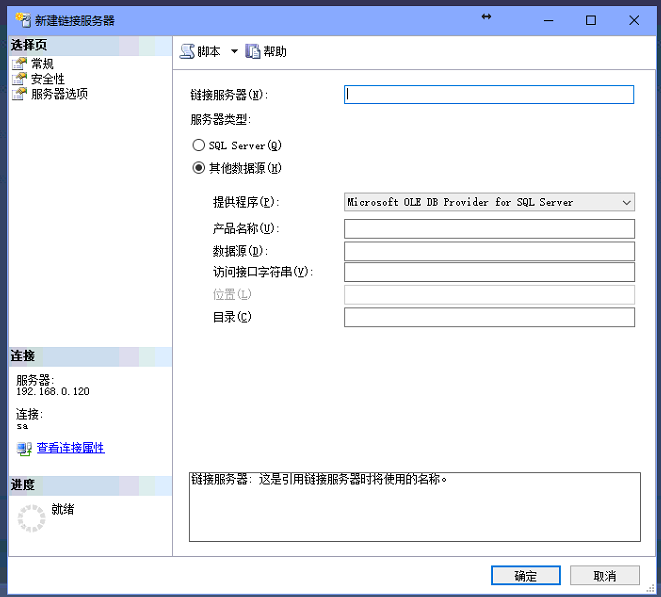 新建链接服务器
选择页
常规
安全性
服务器选项
脚本 帮助
链接服务器(N):
服务器类型:
SQL Server(Q)
其他数据源(H)
提供程序(P): Microsoft OLE DB Provider for SQL Server
产品名称(U):
数据源(D):
访问接口字符串(V):
位置(L)
目录(C)
连接
服务器:
192.168.0.120
连接:
sa
查看连接属性
进度
就绪
链接服务器: 这是引用链接服务器时将使用的名称。
确定 取消